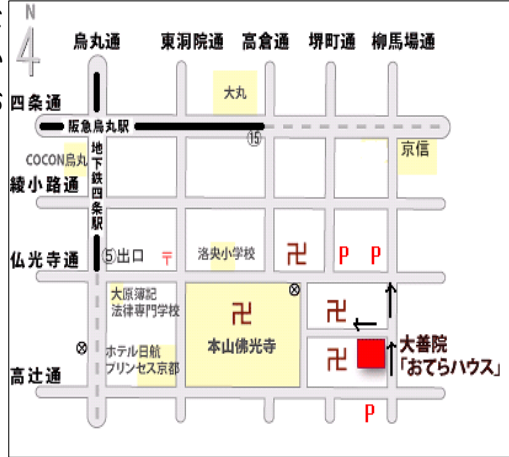 N
4
烏丸通
東洞院通
高倉通
堺町通
柳馬場通
大丸
四条通
阪急烏丸駅
⑮
COCON烏丸
地下鉄四条駅
京信
綾小路通
仏光寺通
⑤出口
〒
洛央小学校
卍
P
P
大原簿記
法律専門学校
卍
本山佛光寺
卍
ホテル日航
プリンセス京都
卍
大善院
「おてらハウス」
高辻通
P